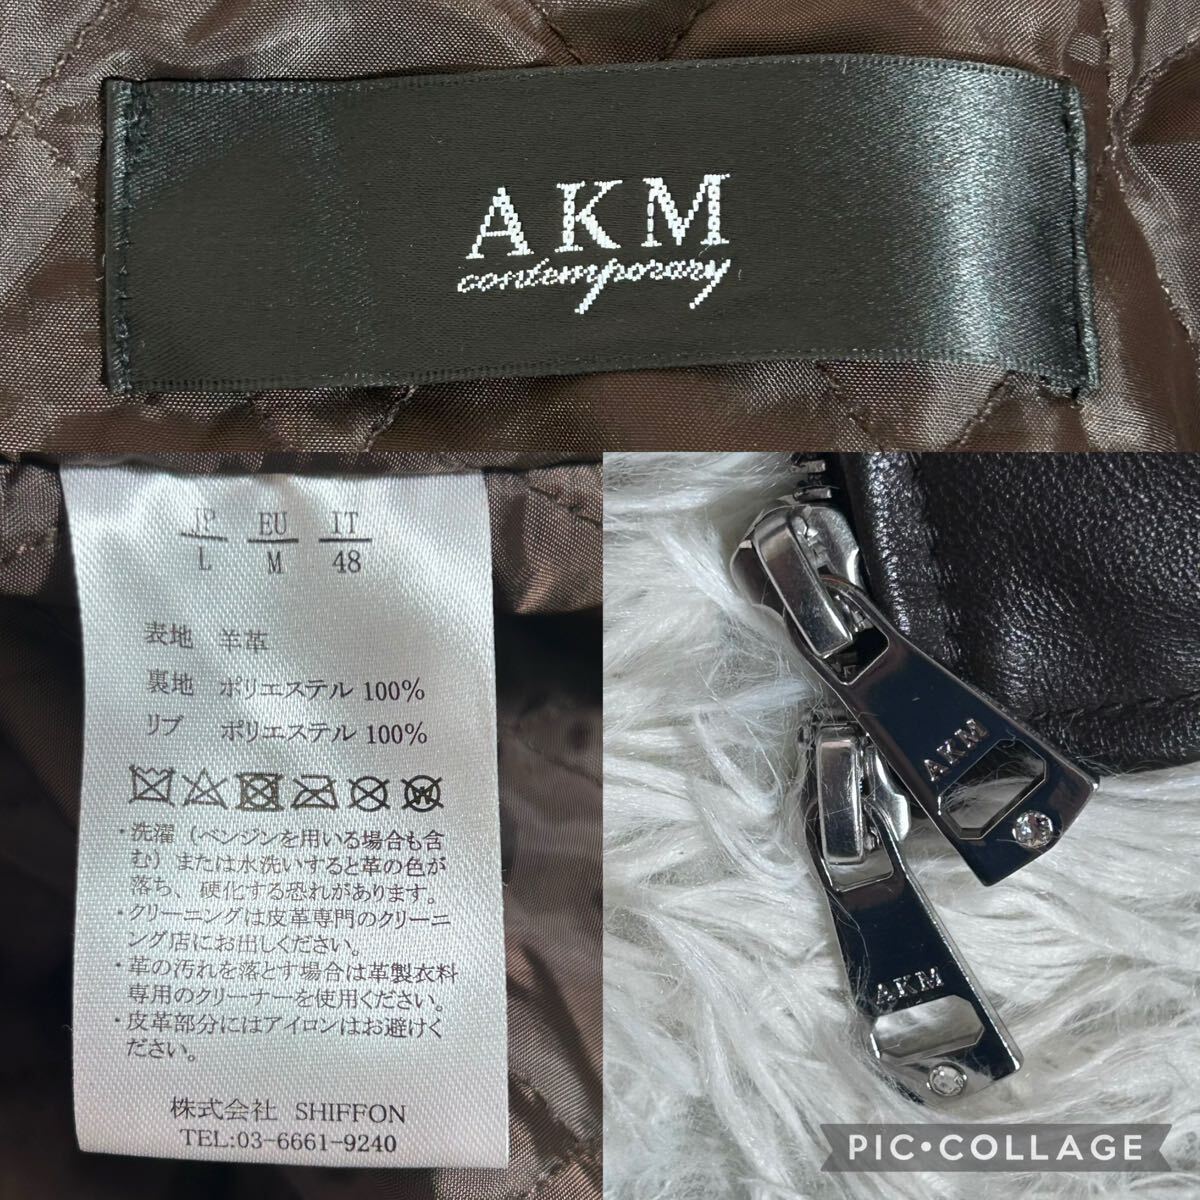 AKM
contemporary
JP EU IT
L M 48
表地 羊革
裏地 ポリエステル 100%
リブ ポリエステル 100%
・洗濯（ベンジンを用いる場合も含
む）または水洗いすると革の色が
落ち、硬化する恐れがあります。
・クリーニングは皮革専門のクリーニ
ング店にお出しください。
・革の汚れを落とす場合は革製衣料
専用のクリーナーを使用ください。
・皮革部分にはアイロンはお避けく
ださい。
株式会社 SHIFFON
TEL:03-6661-9240
AKM
AKM
PIC•COLLAGE